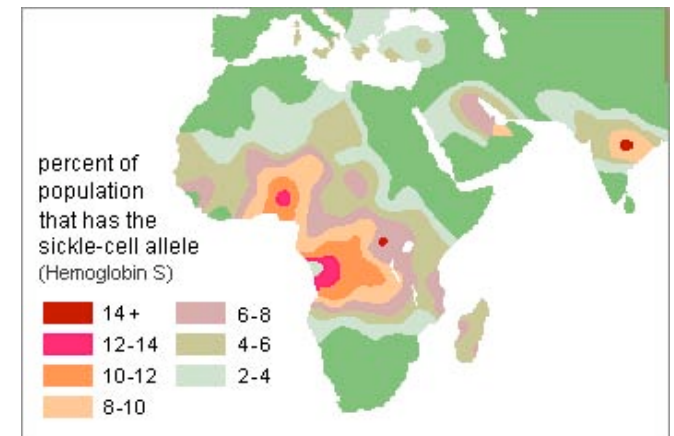 percent of
population
that has the
sickle-cell allele
(Hemoglobin S)
14+
12-14
10-12
8-10
6-8
4-6
2-4